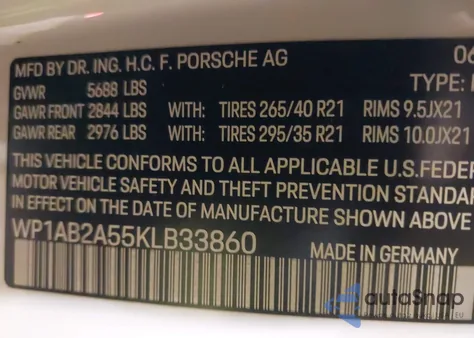 MFD BY DR. ING. H.C. F. PORSCHE AG 06
GVWR 5688 LBS TYPE:
GAWR FRONT 2844 LBS WITH: TIRES 265/40 R21 RIMS 9.5JX21
GAWR REAR 2976 LBS WITH: TIRES 295/35 R21 RIMS 10.0JX21
THIS VEHICLE CONFORMS TO ALL APPLICABLE U.S.FEDER
MOTOR VEHICLE SAFETY AND THEFT PREVENTION STANDA
IN EFFECT ON THE DATE OF MANUFACTURE SHOWN ABOVE
WP1AB2A55KLB33860
MADE IN GERMANY
autoSnap